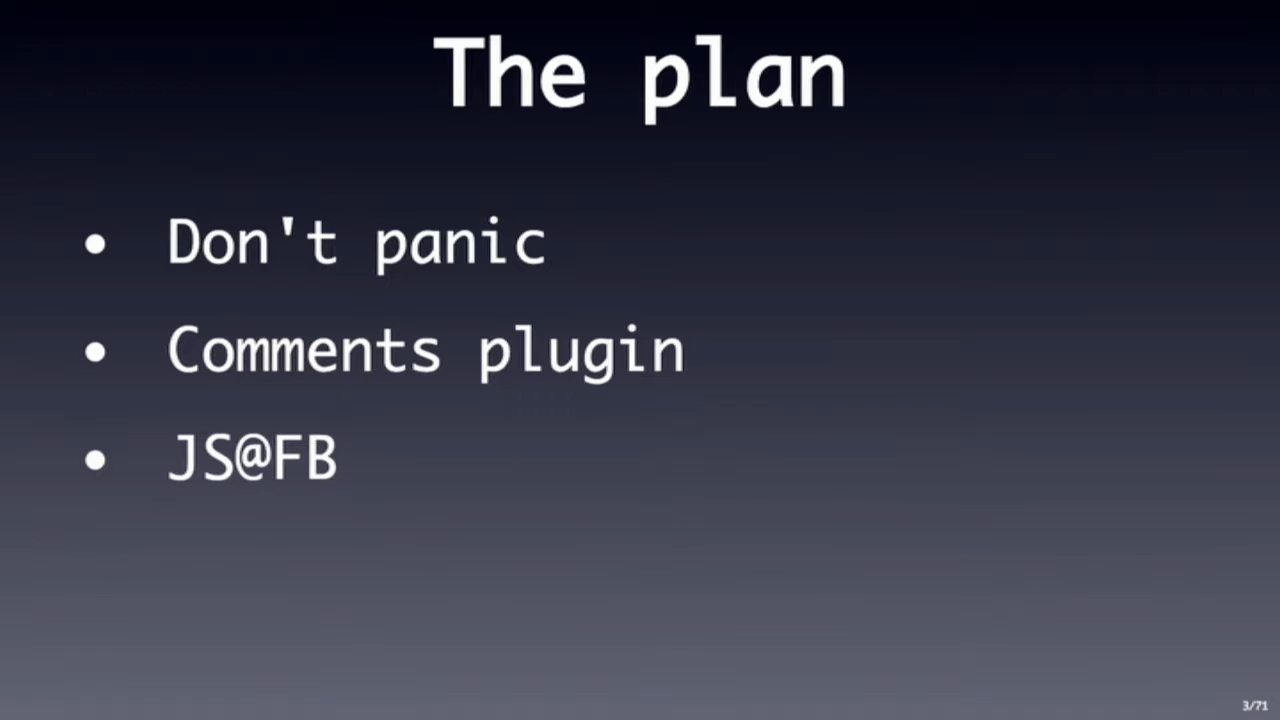 The plan
• Don't panic
• Comments plugin
• JS@FB
3/71